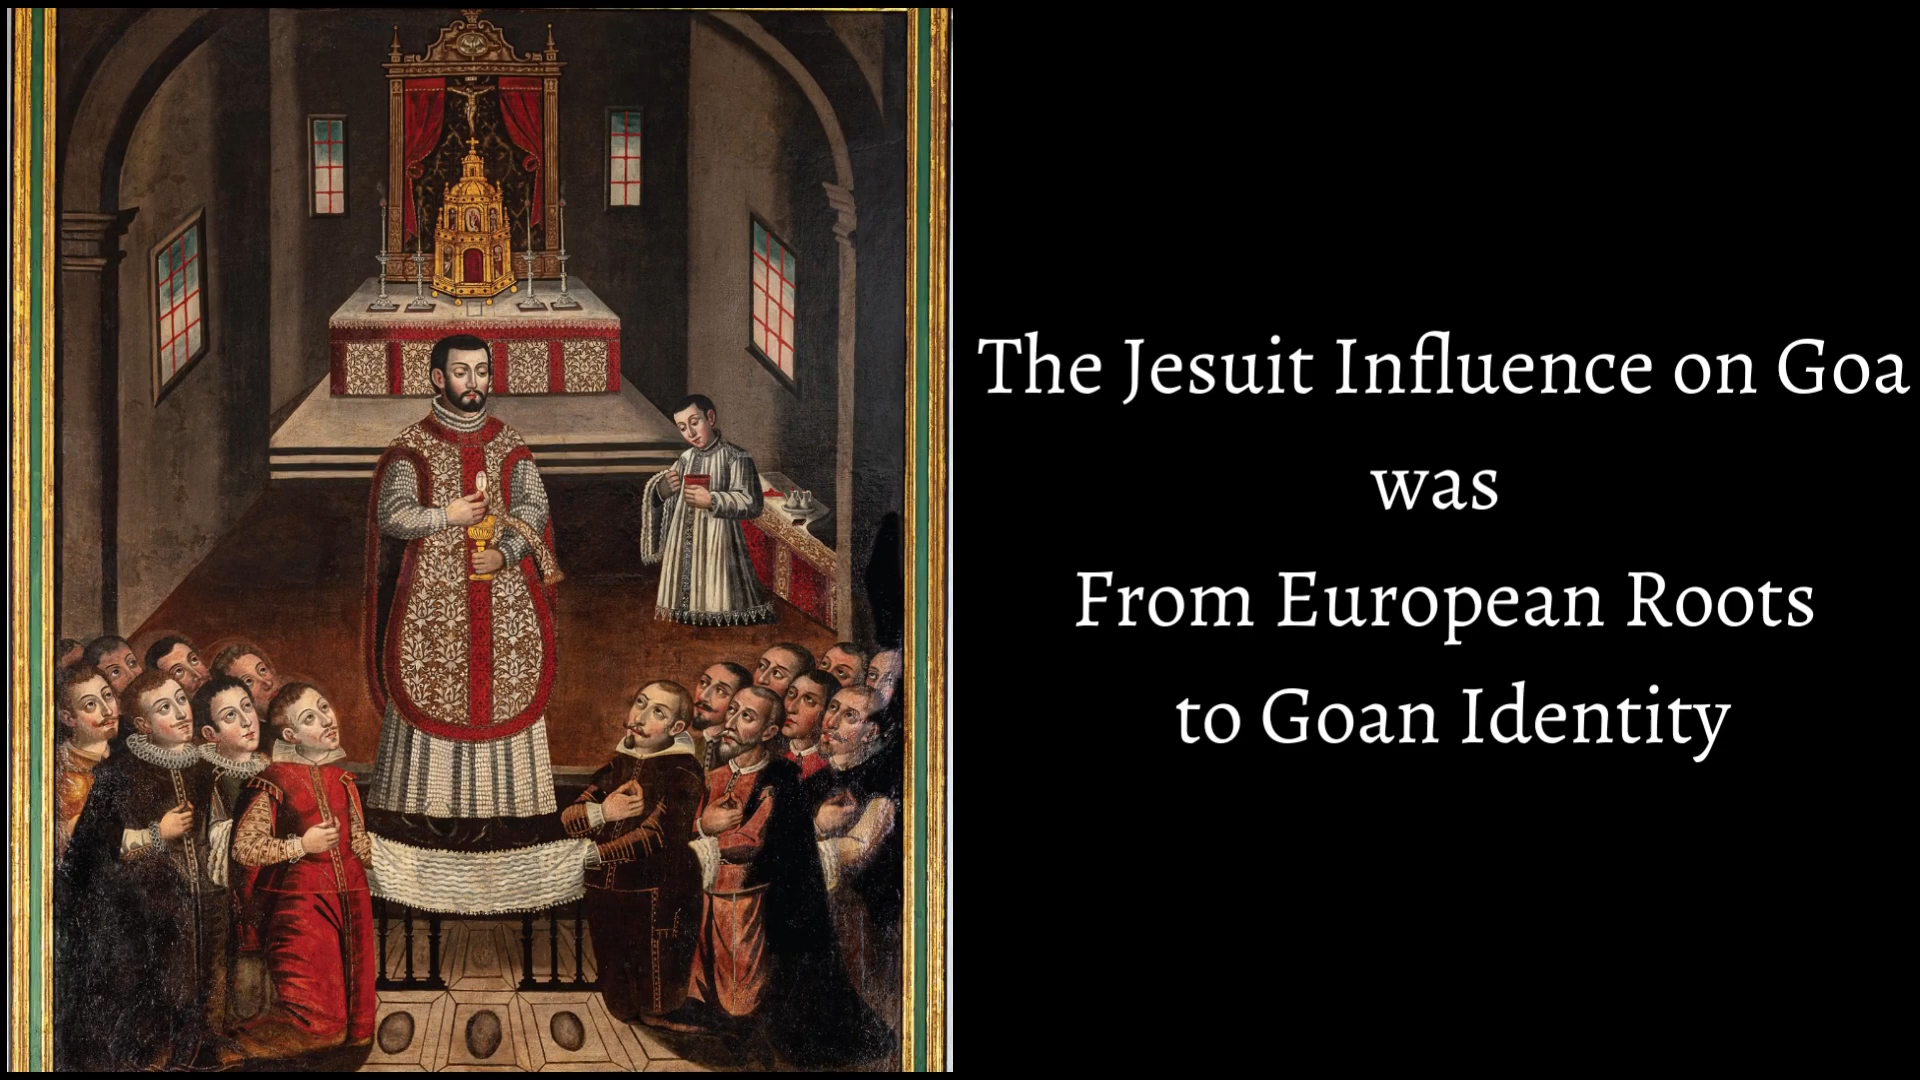 The Jesuit Influence on Goa
was
From European Roots
to Goan Identity